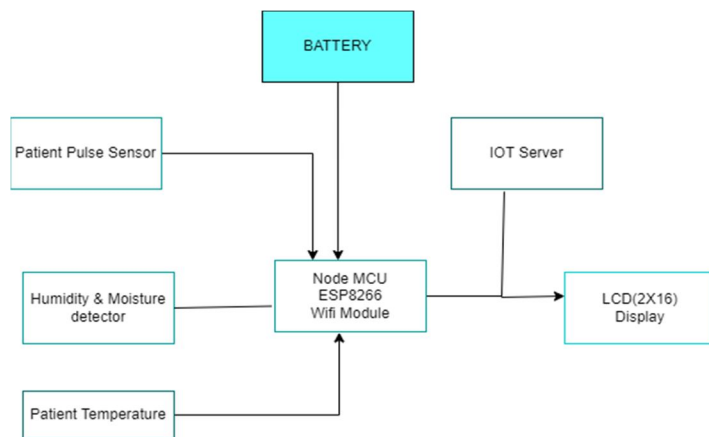 BATTERY
Patient Pulse Sensor
IOT Server
Node MCU
ESP8266
Wifi Module
Humidity & Moisture
detector
LCD(2X16)
Display
Patient Temperature